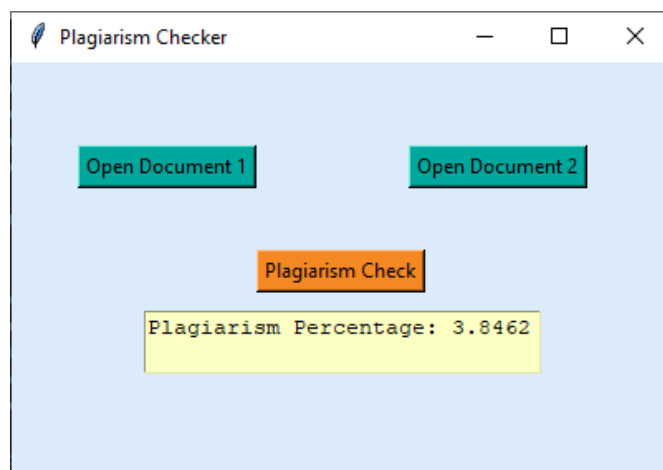 Plagiarism Checker
Open Document 1
Open Document 2
Plagiarism Check
Plagiarism Percentage: 3.8462